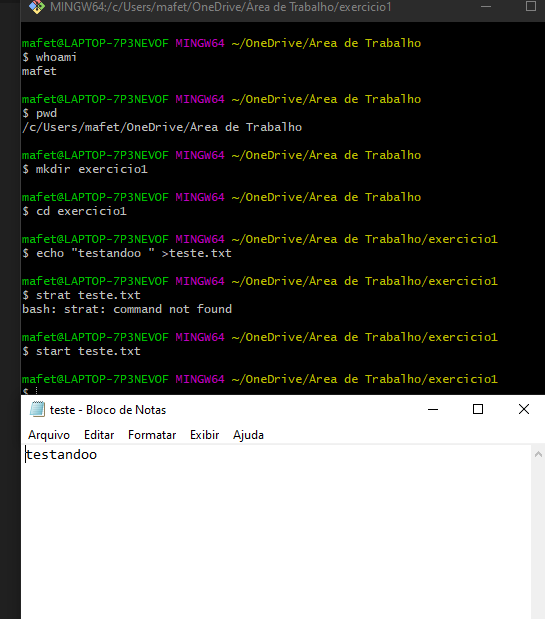 MINGW64:/c/Users/mafet/OneDrive/Área de Trabalho/exercicio1
mafet@LAPTOP-7P3NEVOF MINGW64 ~/OneDrive/Área de Trabalho
$ whoami
mafet
mafet@LAPTOP-7P3NEVOF MINGW64 ~/OneDrive/Área de Trabalho
$ pwd
/c/Users/mafet/OneDrive/Área de Trabalho
mafet@LAPTOP-7P3NEVOF MINGW64 ~/OneDrive/Área de Trabalho
$ mkdir exercicio1
mafet@LAPTOP-7P3NEVOF MINGW64 ~/OneDrive/Área de Trabalho
$ cd exercicio1
mafet@LAPTOP-7P3NEVOF MINGW64 ~/OneDrive/Área de Trabalho/exercicio1
$ echo "testandoo " >teste.txt
mafet@LAPTOP-7P3NEVOF MINGW64 ~/OneDrive/Área de Trabalho/exercicio1
$ strat teste.txt
bash: strat: command not found
mafet@LAPTOP-7P3NEVOF MINGW64 ~/OneDrive/Área de Trabalho/exercicio1
$ start teste.txt
mafet@LAPTOP-7P3NEVOF MINGW64 ~/OneDrive/Área de Trabalho/exercicio1
$
teste - Bloco de Notas
Arquivo Editar Formatar Exibir Ajuda
testandoo